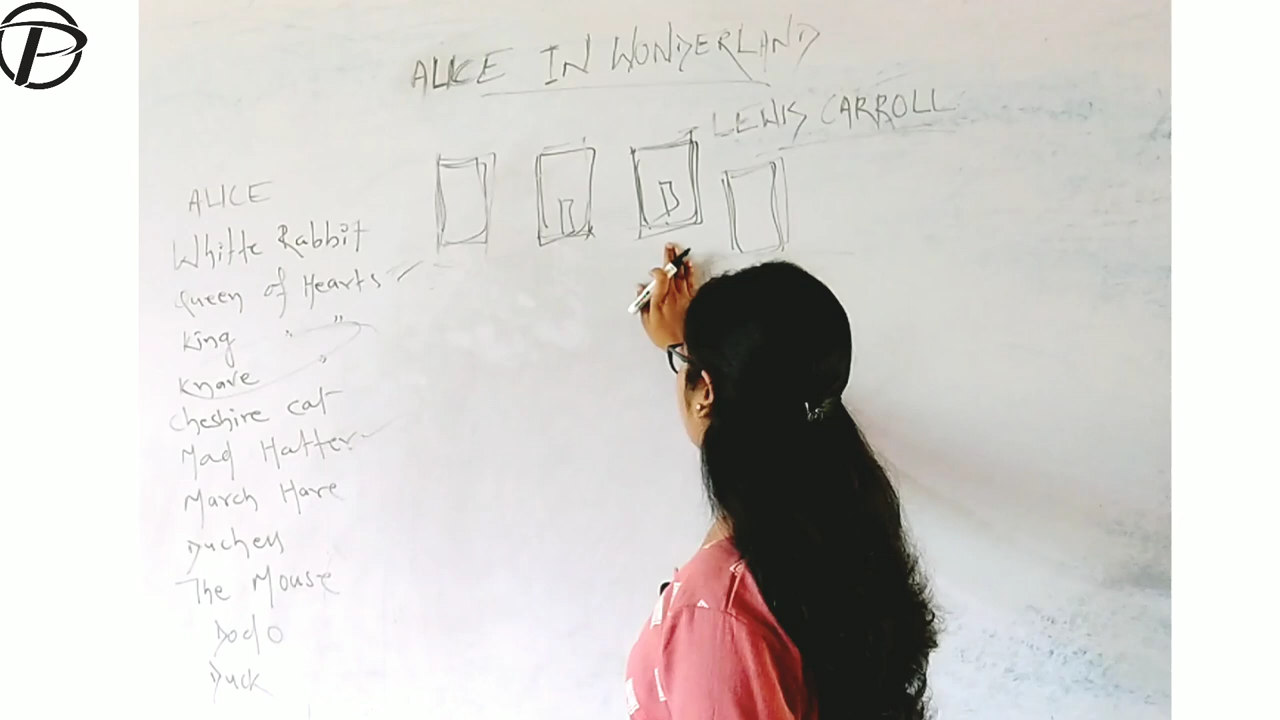 ALICE IN WONDERLAND
LEWIS CARROLL
ALICE
Whitte Rabbit
Queen of Hearts
King " "
Knave "
Cheshire cat
Mad Hatter
March Hare
Duchess
The Mouse
Dodo
Duck